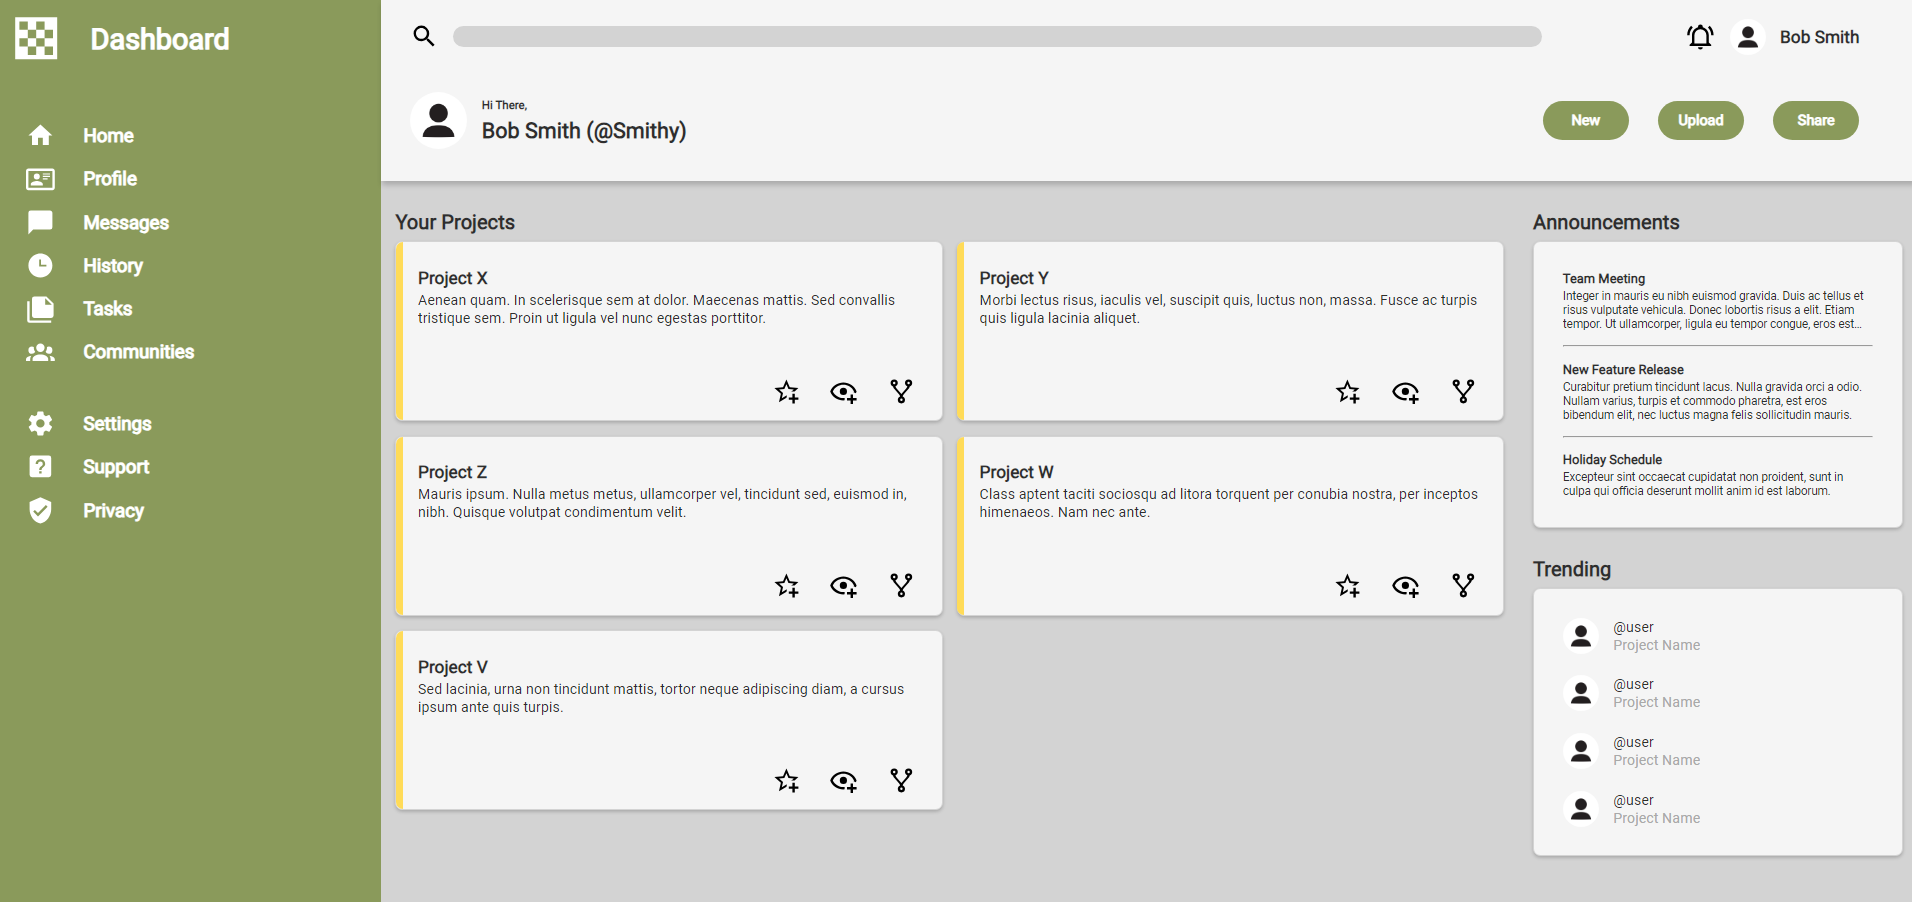 Dashboard
Home
Profile
Messages
History
Tasks
Communities
Settings
Support
Privacy
Bob Smith
Hi There,
Bob Smith (@Smithy)
New
Upload
Share
Your Projects
Project X
Aenean quam. In scelerisque sem at dolor. Maecenas mattis. Sed convallis
tristique sem. Proin ut ligula vel nunc egestas porttitor.
Project Y
Morbi lectus risus, iaculis vel, suscipit quis, luctus non, massa. Fusce ac turpis
quis ligula lacinia aliquet.
Project Z
Mauris ipsum. Nulla metus metus, ullamcorper vel, tincidunt sed, euismod in,
nibh. Quisque volutpat condimentum velit.
Project W
Class aptent taciti sociosqu ad litora torquent per conubia nostra, per inceptos
himenaeos. Nam nec ante.
Project V
Sed lacinia, urna non tincidunt mattis, tortor neque adipiscing diam, a cursus
ipsum ante quis turpis.
Announcements
Team Meeting
Integer in mauris eu nibh euismod gravida. Duis ac tellus et
risus vulputate vehicula. Donec lobortis risus a elit. Etiam
tempor. Ut ullamcorper, ligula eu tempor congue, eros est...
New Feature Release
Curabitur pretium tincidunt lacus. Nulla gravida orci a odio.
Nullam varius, turpis et commodo pharetra, est eros
bibendum elit, nec luctus magna felis sollicitudin mauris.
Holiday Schedule
Excepteur sint occaecat cupidatat non proident, sunt in
culpa qui officia deserunt mollit anim id est laborum.
Trending
@user
Project Name
@user
Project Name
@user
Project Name
@user
Project Name